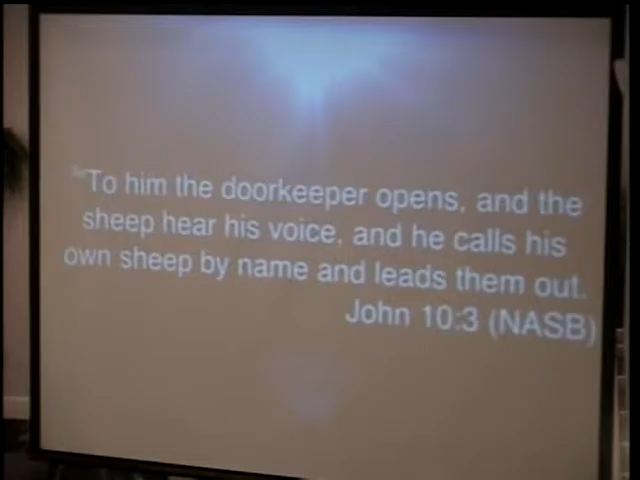 "To him the doorkeeper opens, and the
sheep hear his voice, and he calls his
own sheep by name and leads them out.
John 10:3 (NASB)